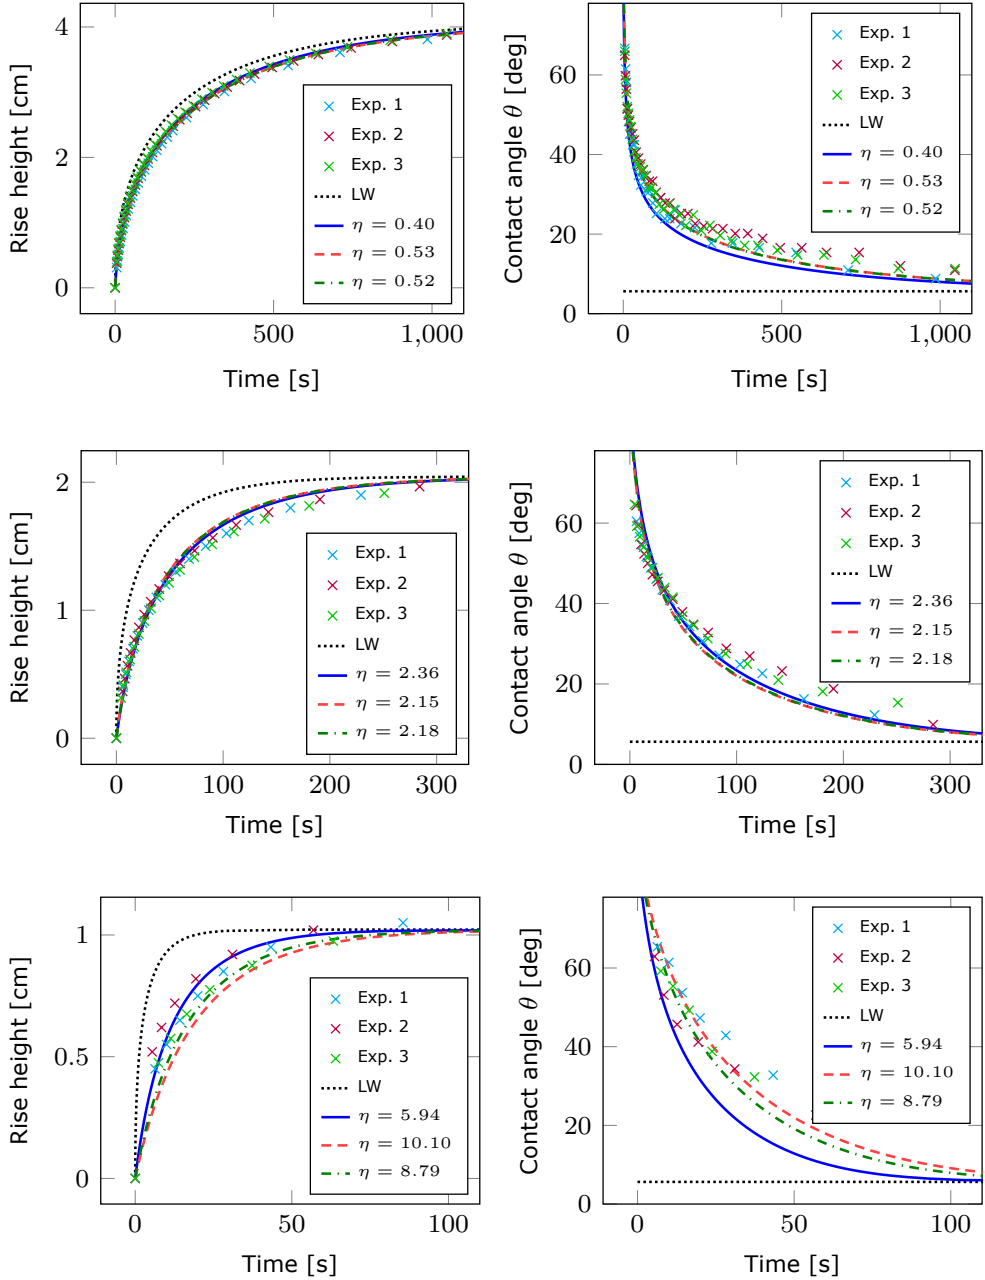 Rise height [cm]
4
2
0
0
500
1,000
Time [s]
Exp. 1
Exp. 2
Exp. 3
LW
η = 0.40
η = 0.53
η = 0.52
Contact angle θ [deg]
60
40
20
0
0
500
1,000
Time [s]
Exp. 1
Exp. 2
Exp. 3
LW
η = 0.40
η = 0.53
η = 0.52
Rise height [cm]
2
1
0
0
100
200
300
Time [s]
Exp. 1
Exp. 2
Exp. 3
LW
η = 2.36
η = 2.15
η = 2.18
Contact angle θ [deg]
60
40
20
0
0
100
200
300
Time [s]
Exp. 1
Exp. 2
Exp. 3
LW
η = 2.36
η = 2.15
η = 2.18
Rise height [cm]
1
0.5
0
0
50
100
Time [s]
Exp. 1
Exp. 2
Exp. 3
LW
η = 5.94
η = 10.10
η = 8.79
Contact angle θ [deg]
60
40
20
0
0
50
100
Time [s]
Exp. 1
Exp. 2
Exp. 3
LW
η = 5.94
η = 10.10
η = 8.79